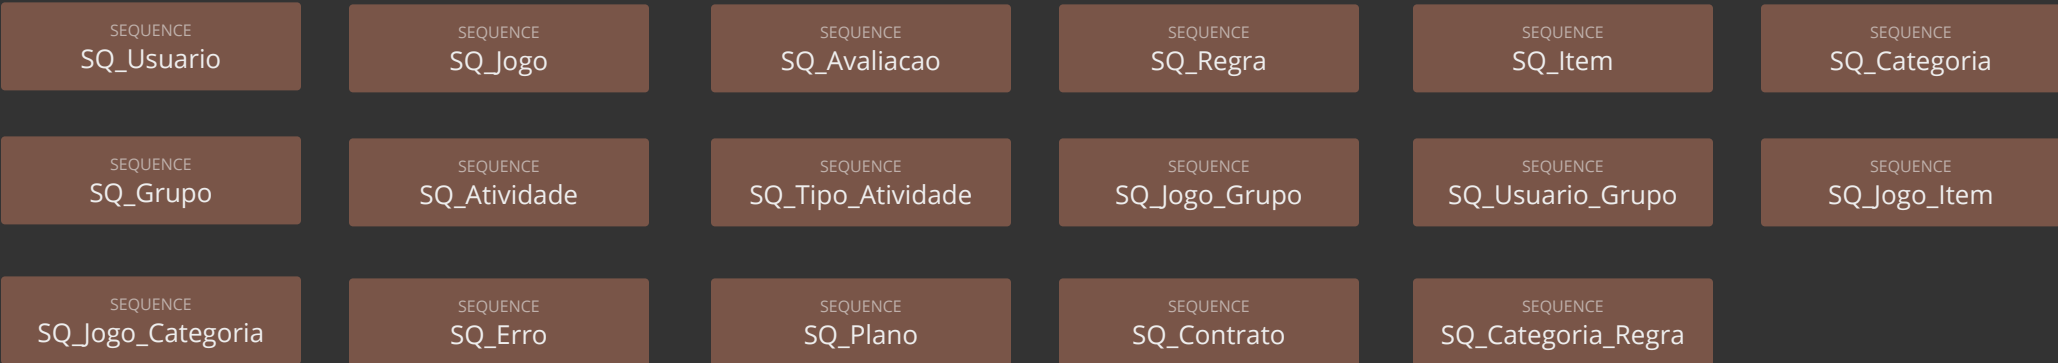 SEQUENCE
SQ_Usuario
SEQUENCE
SQ_Jogo
SEQUENCE
SQ_Avaliacao
SEQUENCE
SQ_Regra
SEQUENCE
SQ_Item
SEQUENCE
SQ_Categoria
SEQUENCE
SQ_Grupo
SEQUENCE
SQ_Atividade
SEQUENCE
SQ_Tipo_Atividade
SEQUENCE
SQ_Jogo_Grupo
SEQUENCE
SQ_Usuario_Grupo
SEQUENCE
SQ_Jogo_Item
SEQUENCE
SQ_Jogo_Categoria
SEQUENCE
SQ_Erro
SEQUENCE
SQ_Plano
SEQUENCE
SQ_Contrato
SEQUENCE
SQ_Categoria_Regra